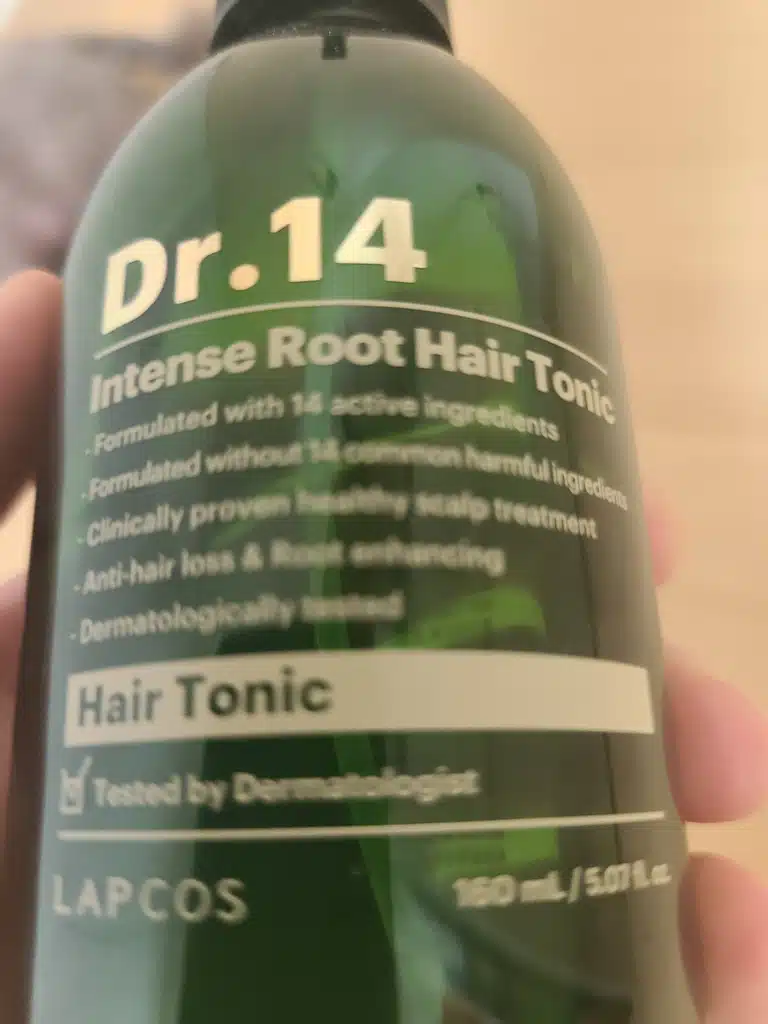 Dr.14
Intense Root Hair Tonic
- Formulated with 14 active ingredients
- Formulated without 14 common harmful ingredients
- Clinically proven healthy scalp treatment
- Anti-hair loss & Root enhancing
- Dermatologically tested
Hair Tonic
Tested by Dermatologist
LAPCOS
150 mL / 5.07 fl. oz.